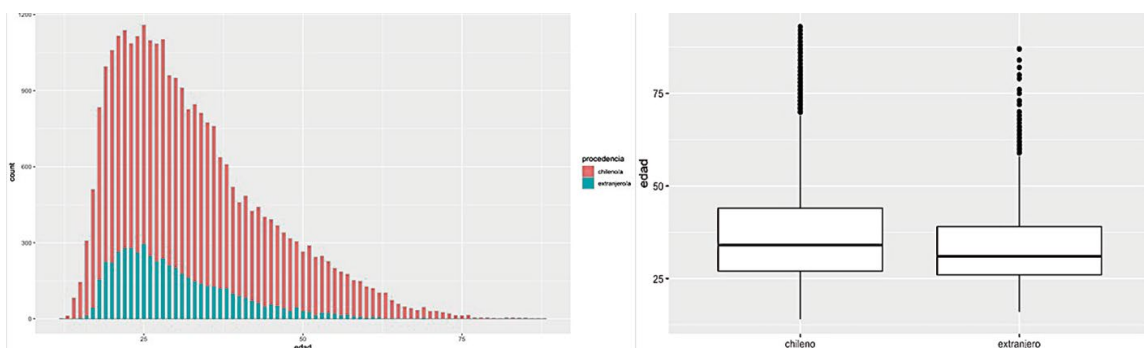 1200
900
600
300
0
count
25
50
75
edad
procedencia
chileno/a
extranjero/a
75
50
25
edad
chileno
extranjero